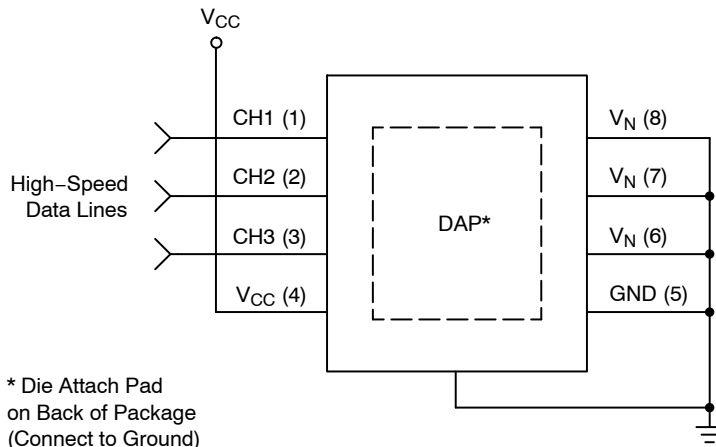 VCC
CH1 (1)
CH2 (2)
CH3 (3)
VCC (4)
High–Speed
Data Lines
DAP*
VN (8)
VN (7)
VN (6)
GND (5)
* Die Attach Pad
on Back of Package
(Connect to Ground)